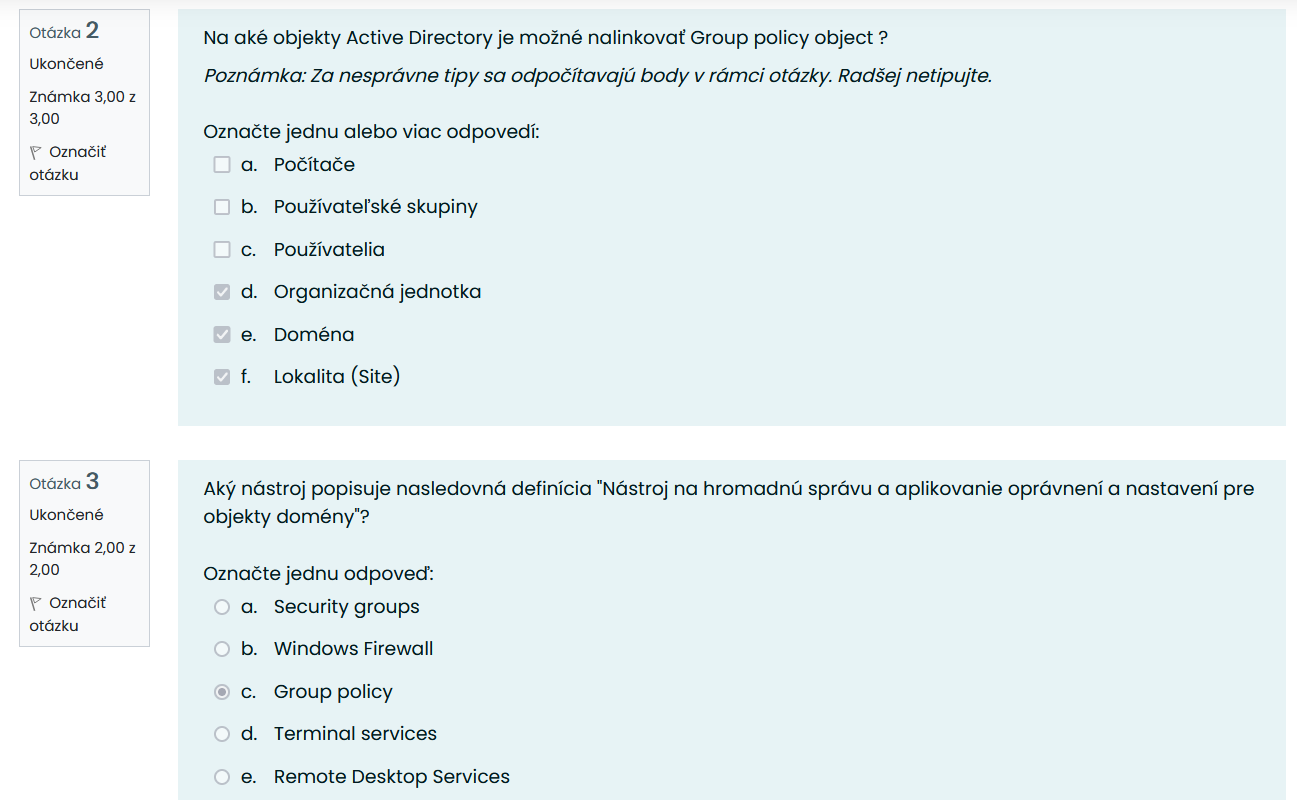 Otázka 2
Ukončené
Známka 3,00 z
3,00
Označiť
otázku
Na aké objekty Active Directory je možné nalinkovať Group policy object ?
Poznámka: Za nesprávne tipy sa odpočítavajú body v rámci otázky. Radšej netipujte.
Označte jednu alebo viac odpovedí:
a. Počítače
b. Používateľské skupiny
c. Používatelia
d. Organizačná jednotka
e. Doména
f. Lokalita (Site)
Otázka 3
Ukončené
Známka 2,00 z
2,00
Označiť
otázku
Aký nástroj popisuje nasledovná definícia "Nástroj na hromadnú správu a aplikovanie oprávnení a nastavení pre
objekty domény"?
Označte jednu odpoveď:
a. Security groups
b. Windows Firewall
c. Group policy
d. Terminal services
e. Remote Desktop Services